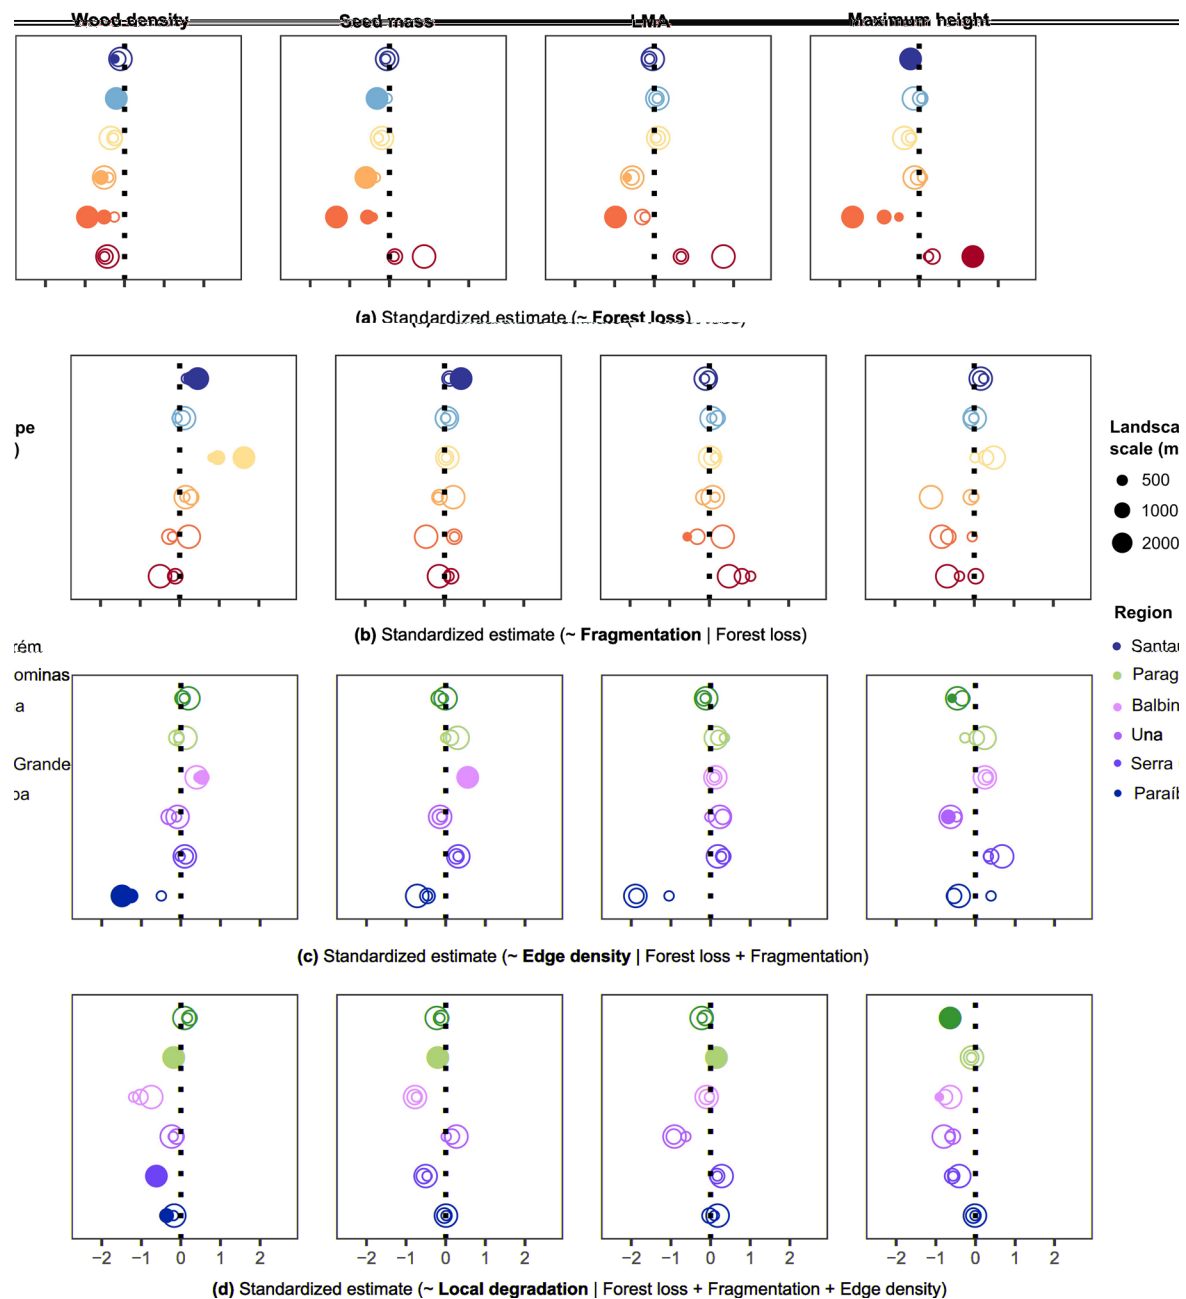 Wood density Seed mass LMA Maximum height
(a) Standardized estimate (~ Forest loss)
pe
)
Landsca
scale (m
500
1000
2000
(b) Standardized estimate (~ Fragmentation | Forest loss)
Region
rém
Santa
ominas
Parag
a
Balbin
Una
Grande
Serra
oa
Paraíb
(c) Standardized estimate (~ Edge density | Forest loss + Fragmentation)
−2 −1 0 1 2 −2 −1 0 1 2 −2 −1 0 1 2 −2 −1 0 1 2
(d) Standardized estimate (~ Local degradation | Forest loss + Fragmentation + Edge density)